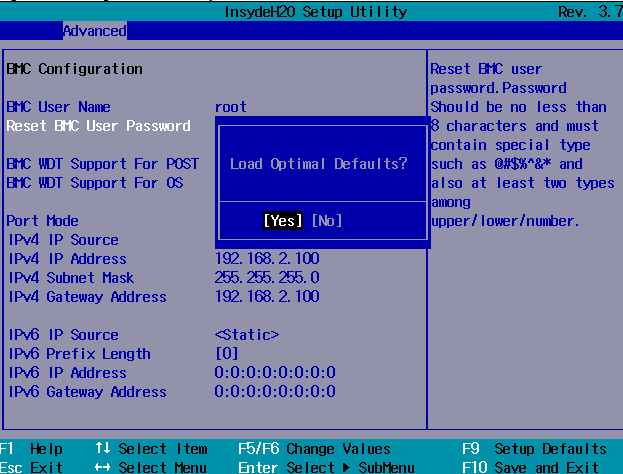 InsydeH2O Setup Utility Rev. 3.7
Advanced
BMC Configuration
Reset BMC user
password.Password
BMC User Name root Should be no less than
Reset BMC User Password 8 characters and must
contain special type
BMC WDT Support For POST Load Optimal Defaults? such as @#$%^&* and
BMC WDT Support For OS also at least two types
among
Port Mode [Yes] [No] upper/lower/number.
IPv4 IP Source
IPv4 IP Address 192.168.2.100
IPv4 Subnet Mask 255.255.255.0
IPv4 Gateway Address 192.168.2.100
IPv6 IP Source <Static>
IPv6 Prefix Length [0]
IPv6 IP Address 0:0:0:0:0:0:0:0
IPv6 Gateway Address 0:0:0:0:0:0:0:0
F1 Help ↑↓ Select Item F5/F6 Change Values F9 Setup Defaults
Esc Exit ↔ Select Menu Enter Select ▶ SubMenu F10 Save and Exit